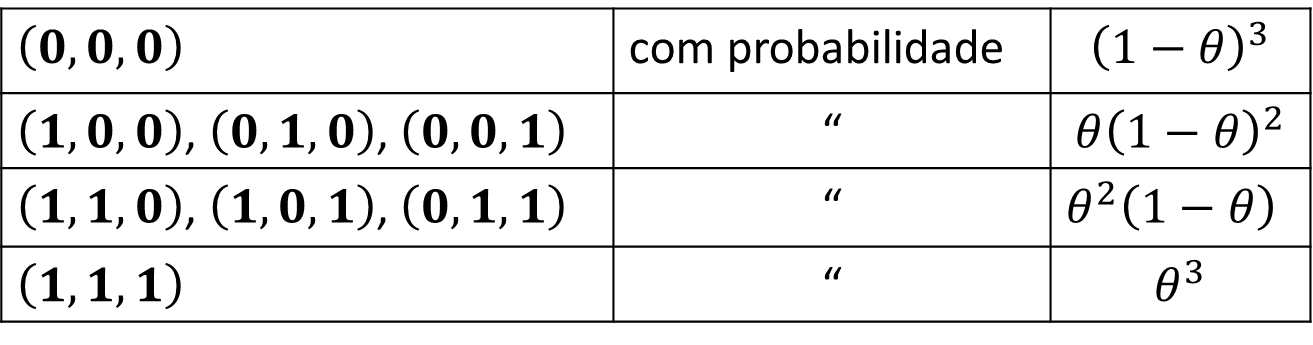 (0, 0, 0) com probabilidade (1 − θ)³
(1, 0, 0), (0, 1, 0), (0, 0, 1) “ θ(1 − θ)²
(1, 1, 0), (1, 0, 1), (0, 1, 1) “ θ²(1 − θ)
(1, 1, 1) “ θ³